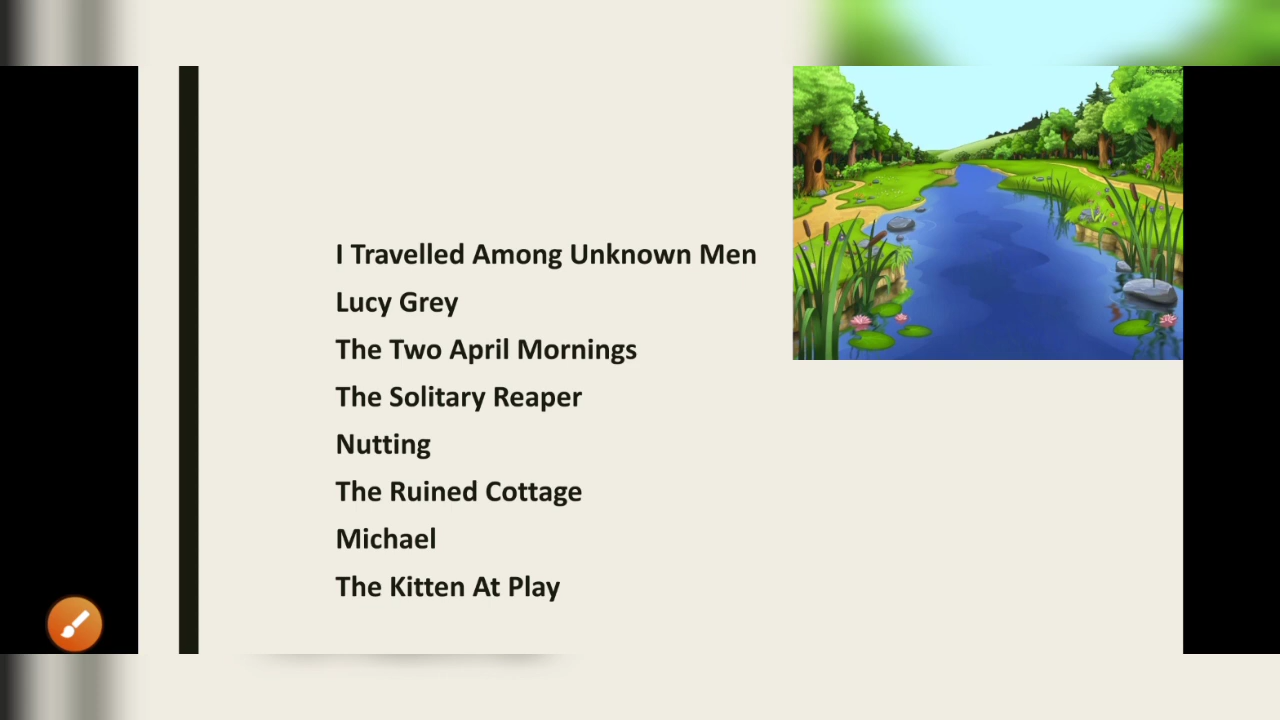 I Travelled Among Unknown Men
Lucy Grey
The Two April Mornings
The Solitary Reaper
Nutting
The Ruined Cottage
Michael
The Kitten At Play